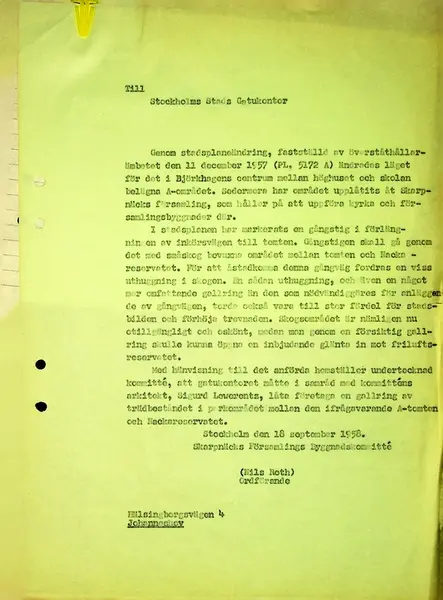 Till
Stockholms Stads Gatukontor
Genom stadsplaneändring, fastställd av överståthållar-
ämbetet den 11 december 1957 (PL. 5172 A) ändrades läget
för det i Björkhagens centrum mellan höghuset och skolan
belägna A-området. Sedermera har området upplåtits åt Skarp-
näcks församling, som håller på att uppföra kyrka och för-
samlingsbyggnader där.
I stadsplanen har markerats en gångstig i förläng-
ningen av inkörsvägen till tomten. Gångstigen skall gå genom
det med småskog bevuxna området mellan tomten och Nacka -
reservatet. För att åstadkomma denna gångväg fordras en viss
uthuggning i skogen. En sådan uthuggning, och även en något
mer omfattande gallring än den som nödvändiggöres för anläggan
de av gångvägen, torde också vara till stor fördel för stads-
bilden och förhöja trevnaden. Skogsområdet är nämligen nu
otillgängligt och oskönt, medan man genom en försiktig gall-
ring skulle kunna öppna en inbjudande glänta in mot frilufts-
reservatet.
Med hänvisning till det anförda hemställer undertecknad
kommitté, att gatukontoret måtte i samråd med kommitténs
arkitekt, Sigurd Lewerentz, låta företaga en gallring av
trädbeståndet i parkområdet mellan den ifrågavarande A-tomten
och Nackareservatet.
Stockholm den 18 september 1958.
Skarpnäcks Församlings Byggnadskommitté
(Nils Roth)
Ordförande
Hälsingborgsvägen 4
Johanneshov